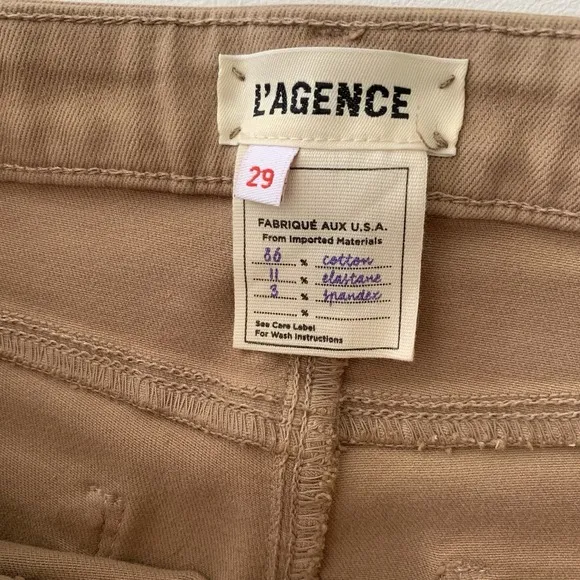 L'AGENCE
29
FABRIQUÉ AUX U.S.A.
From Imported Materials
86 % cotton
11 % elastane
3 % spandex
%
See Care Label
For Wash Instructions